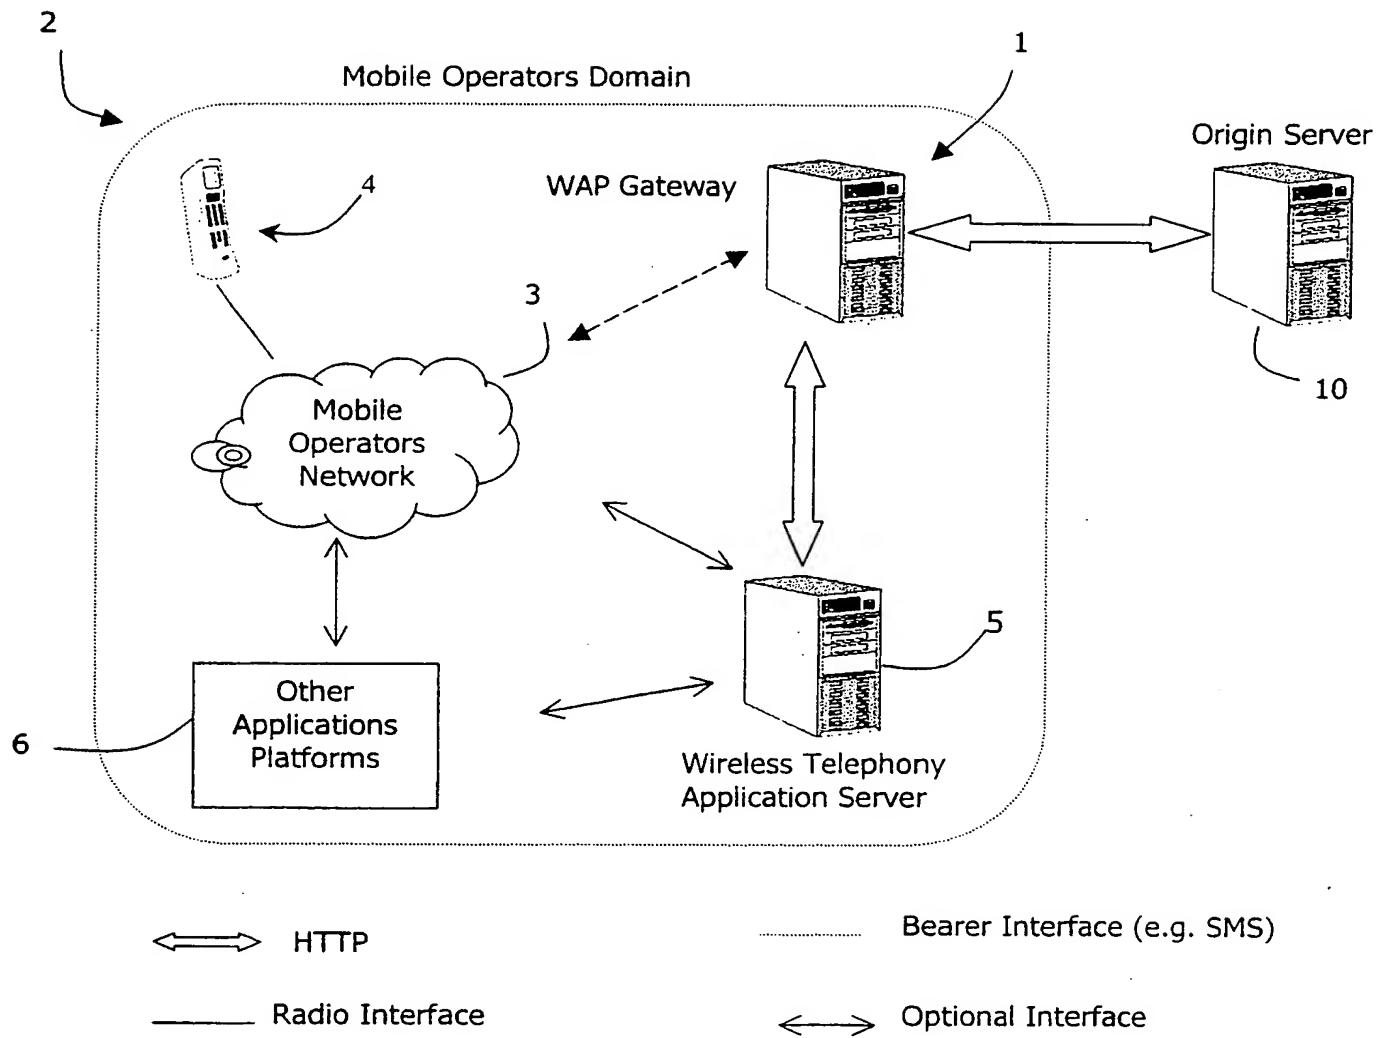 2
1
Mobile Operators Domain
Origin Server
WAP Gateway
4
3
10
Mobile
Operators
Network
5
Other
Applications
Platforms
6
Wireless Telephony
Application Server
HTTP
Bearer Interface (e.g. SMS)
Radio Interface
Optional Interface